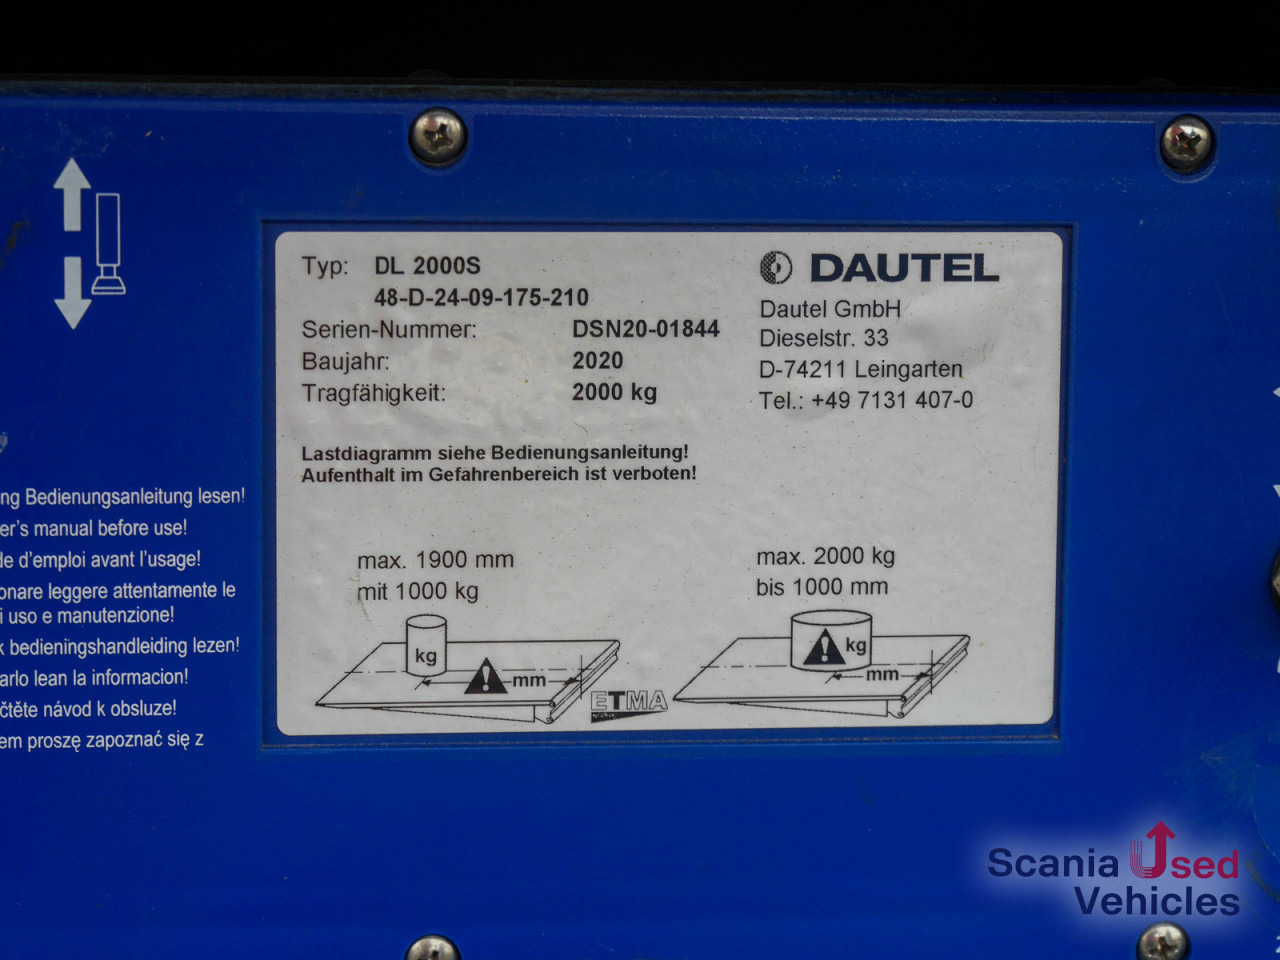 Typ: DL 2000S
48-D-24-09-175-210
Serien-Nummer: DSN20-01844
Baujahr: 2020
Tragfähigkeit: 2000 kg
DAUTEL
Dautel GmbH
Dieselstr. 33
D-74211 Leingarten
Tel.: +49 7131 407-0
Lastdiagramm siehe Bedienungsanleitung!
Aufenthalt im Gefahrenbereich ist verboten!
max. 1900 mm
mit 1000 kg
kg
mm
ETMA
max. 2000 kg
bis 1000 mm
kg
mm
ng Bedienungsanleitung lesen!
er's manual before use!
de d'emploi avant l'usage!
onare leggere attentamente le
i uso e manutenzione!
k bedieningshandleiding lezen!
arlo lean la informacion!
čtěte návod k obsluze!
em proszę zapoznać się z
Scania Used
Vehicles